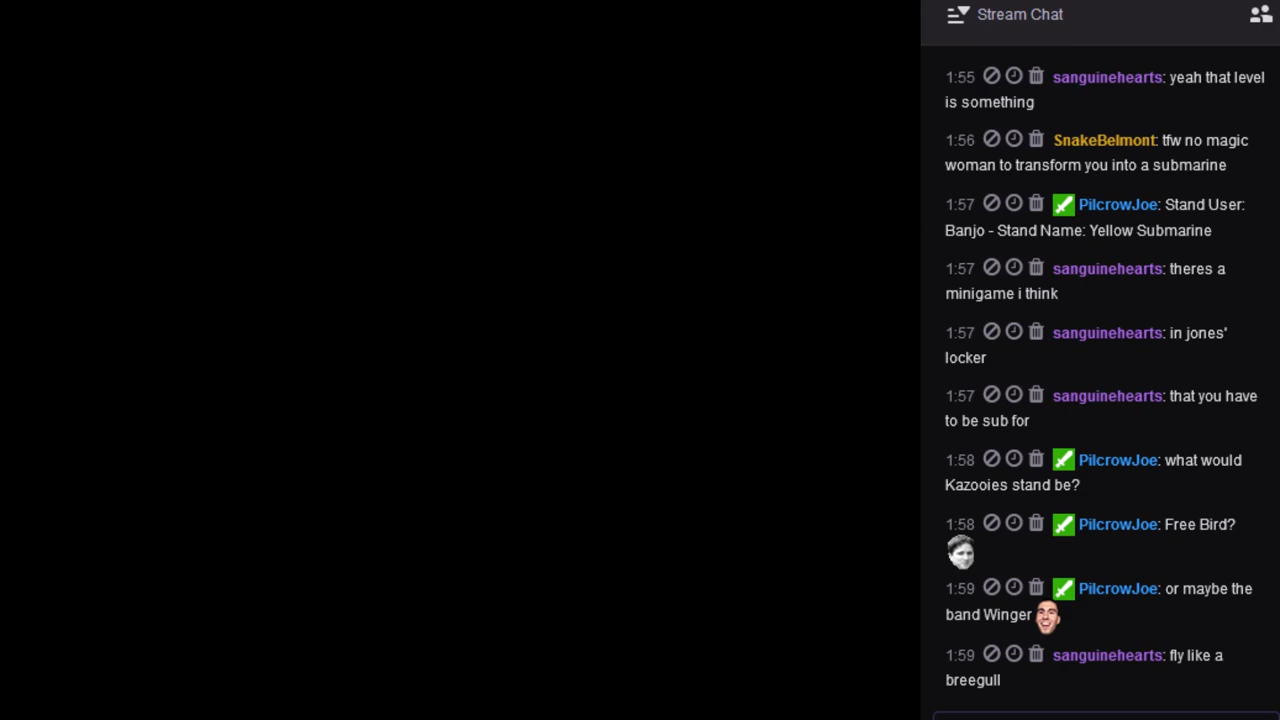 Stream Chat
1:55 sanguinehearts: yeah that level
is something
1:56 SnakeBelmont: tfw no magic
woman to transform you into a submarine
1:57 PilcrowJoe: Stand User:
Banjo - Stand Name: Yellow Submarine
1:57 sanguinehearts: theres a
minigame i think
1:57 sanguinehearts: in jones'
locker
1:57 sanguinehearts: that you have
to be sub for
1:58 PilcrowJoe: what would
Kazooies stand be?
1:58 PilcrowJoe: Free Bird?
1:59 PilcrowJoe: or maybe the
band Winger
1:59 sanguinehearts: fly like a
breegull